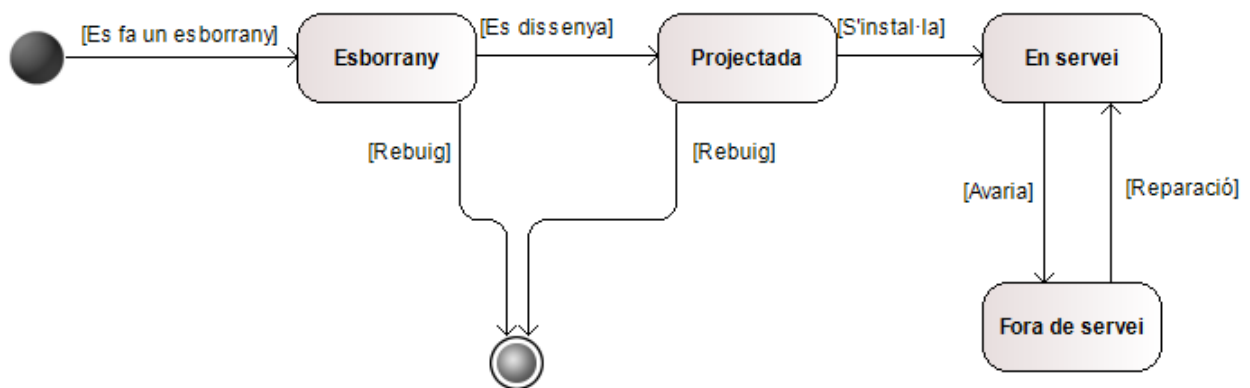 [Es fa un esborrany]
Esborrany
[Es dissenya]
Projectada
[S'instal·la]
En servei
[Rebuig]
[Rebuig]
[Avaria]
[Reparació]
Fora de servei